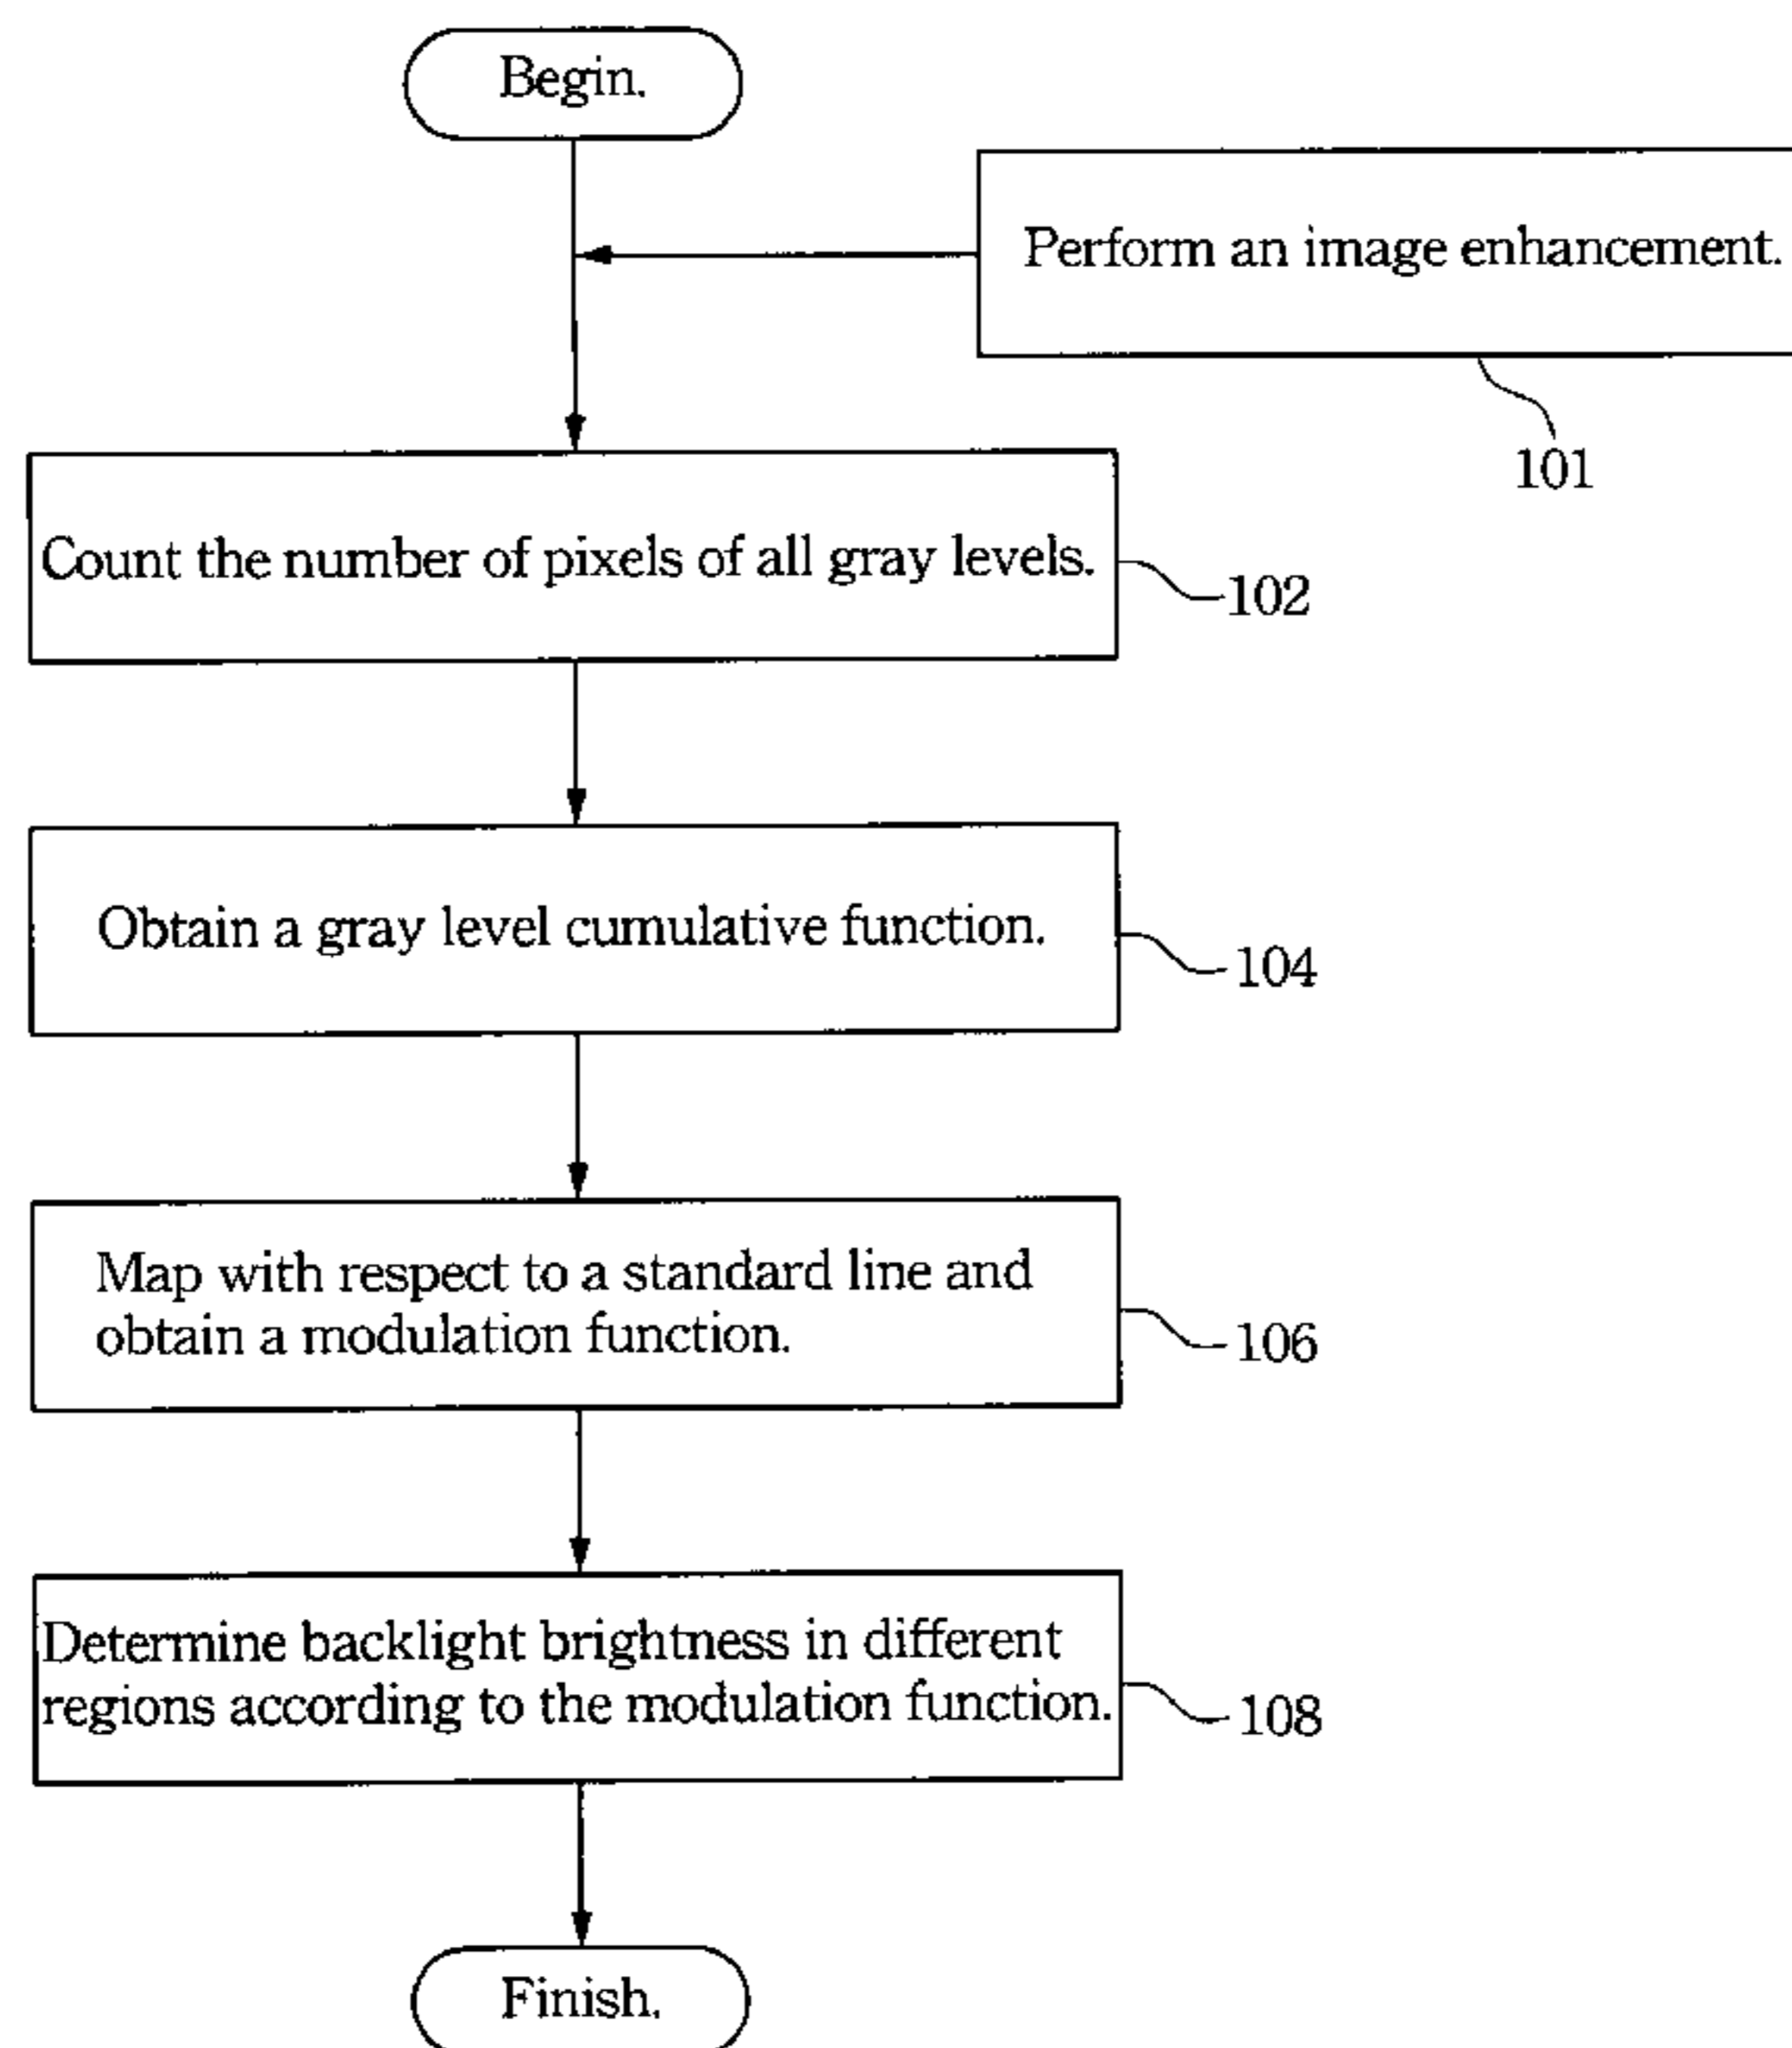 Begin.
Perform an image enhancement.
101
Count the number of pixels of all gray levels.
102
Obtain a gray level cumulative function.
104
Map with respect to a standard line and
obtain a modulation function.
106
Determine backlight brightness in different
regions according to the modulation function.
108
Finish.